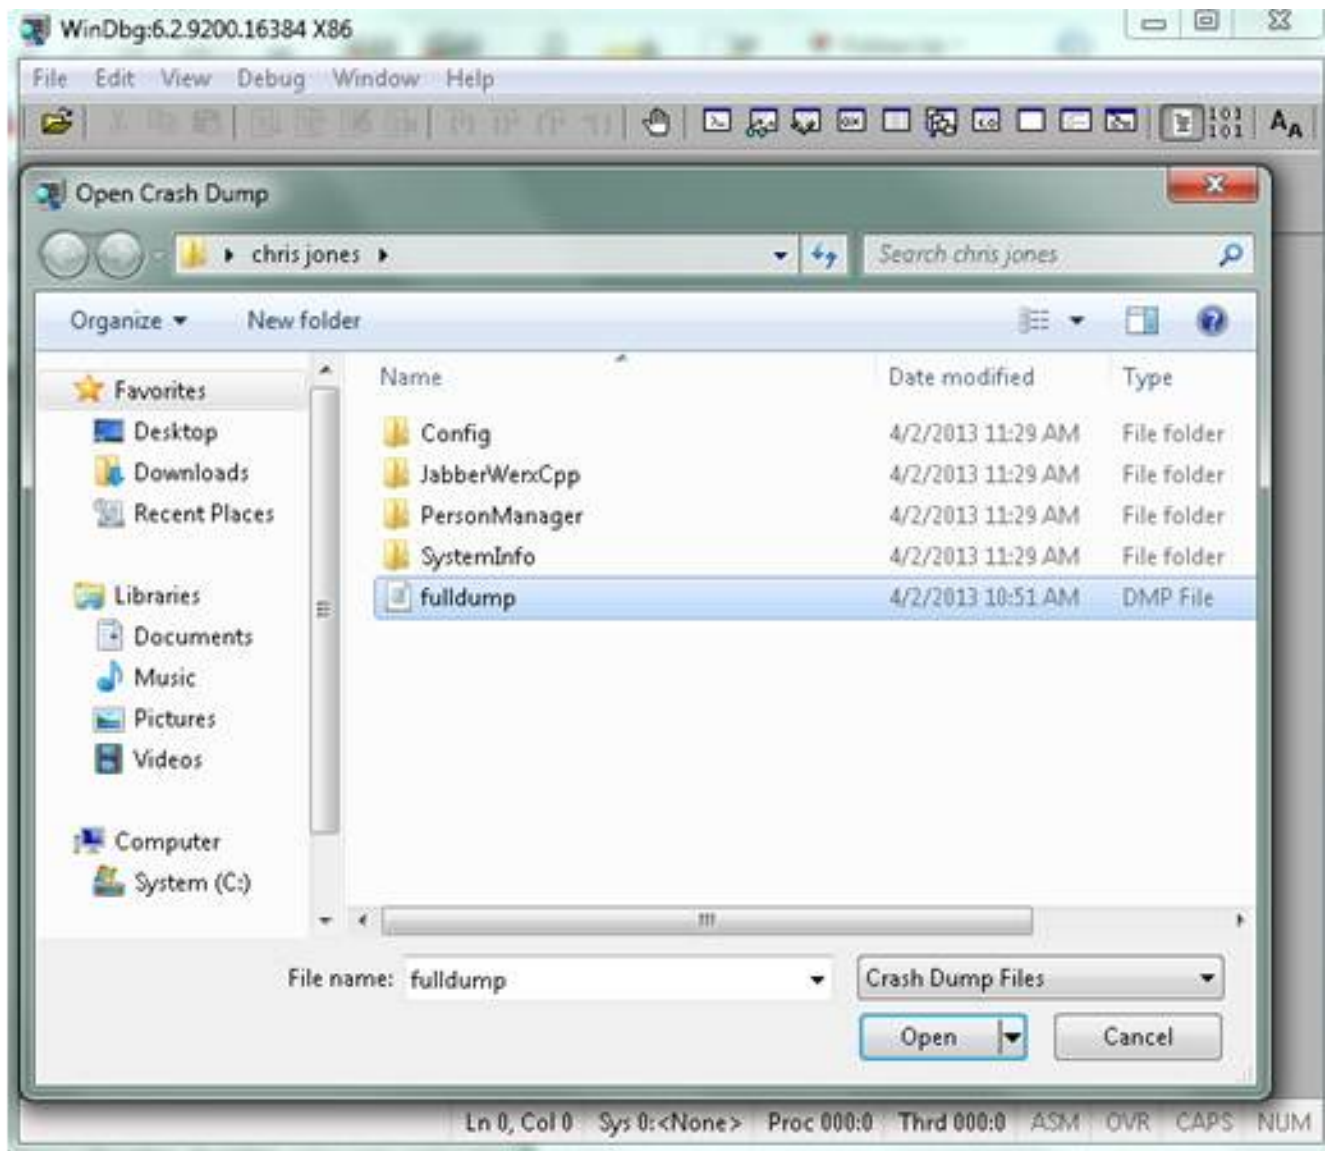 WinDbg:6.2.9200.16384 X86
File Edit View Debug Window Help
101
101
AA
Open Crash Dump
chris jones
Search chris jones
Organize New folder
Name Date modified Type
Favorites
Desktop
Downloads
Recent Places
Libraries
Documents
Music
Pictures
Videos
Computer
System (C:)
Config 4/2/2013 11:29 AM File folder
JabberWerxCpp 4/2/2013 11:29 AM File folder
PersonManager 4/2/2013 11:29 AM File folder
SystemInfo 4/2/2013 11:29 AM File folder
fulldump 4/2/2013 10:51 AM DMP File
File name: fulldump Crash Dump Files
Open Cancel
Ln 0, Col 0 Sys 0:<None> Proc 000:0 Thrd 000:0 ASM OVR CAPS NUM